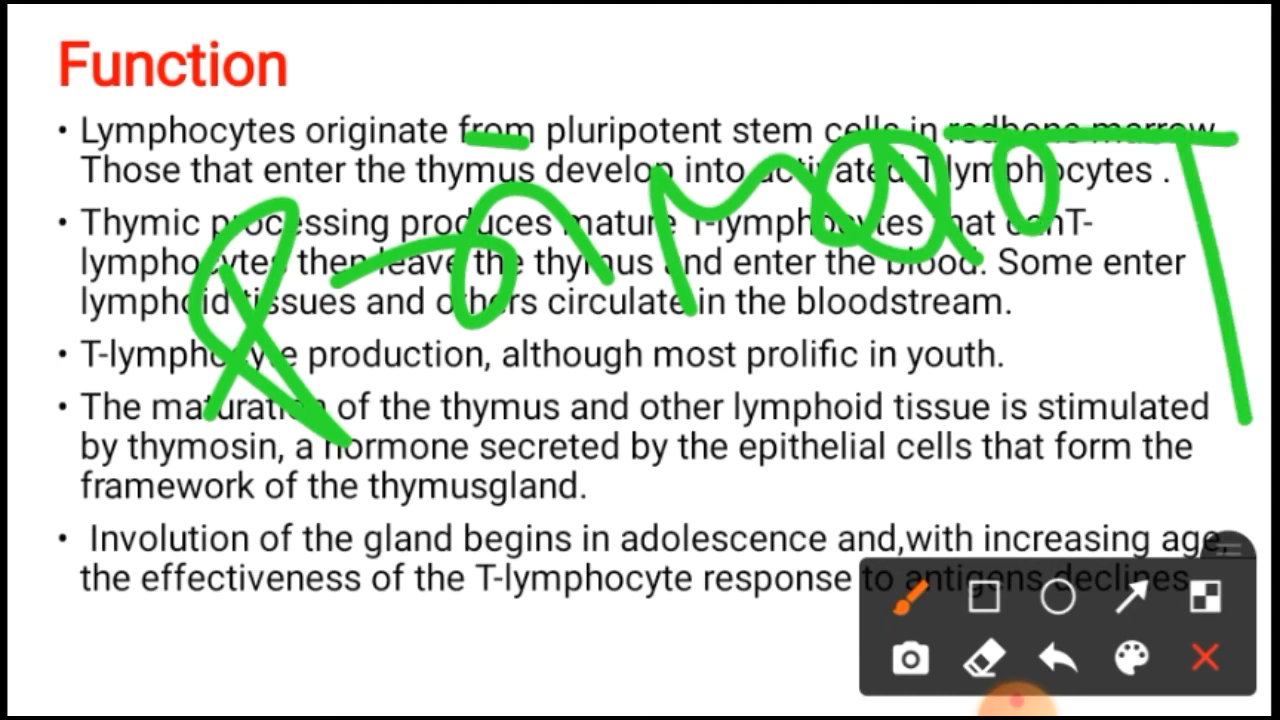 Function
• Lymphocytes originate from pluripotent stem cells in redbone marrow.
Those that enter the thymus develop into activated T lymphocytes .
• Thymic processing produces mature T-lymphocytes that
lymphocytes then leave the thymus and enter the blood. Some enter
lymphoid tissues and others circulate in the bloodstream.
• T-lymphocyte production, although most prolific in youth.
• The maturation of the thymus and other lymphoid tissue is stimulated
by thymosin, a hormone secreted by the epithelial cells that form the
framework of the thymusgland.
• Involution of the gland begins in adolescence and,with increasing age,
the effectiveness of the T-lymphocyte response to antigens declines